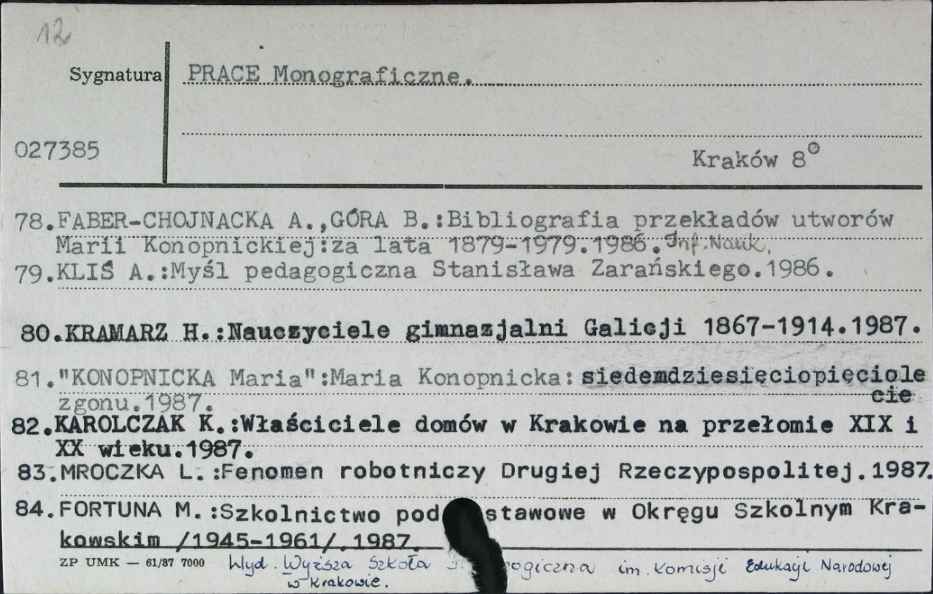 12
Sygnatura PRACE Monograficzne.
027385 Kraków 8°
78.FABER-CHOJNACKA A.,GÓRA B.:Bibliografia przekładów utworów
Marii Konopnickiej:za lata 1879-1979.1986. Inf. Nauk.
79.KLIŚ A.:Myśl pedagogiczna Stanisława Zarańskiego.1986.
80.KRAMARZ H.:Nauczyciele gimnazjalni Galicji 1867-1914.1987.
81."KONOPNICKA Maria":Maria Konopnicka: siedemdziesięciopięciole
cie
zgonu.1987.
82.KAROLCZAK K.:Właściciele domów w Krakowie na przełomie XIX i
XX wieku.1987.
83.MROCZKA L.:Fenomen robotniczy Drugiej Rzeczypospolitej.1987.
84.FORTUNA M.:Szkolnictwo pod stawowe w Okręgu Szkolnym Kra-
kowskim /1945-1961/.1987.
ZP UMK — 61/87 7000 Wyd. Wyższa Szkoła ogiczna im. Komisji Edukacji Narodowej
w Krakowie.